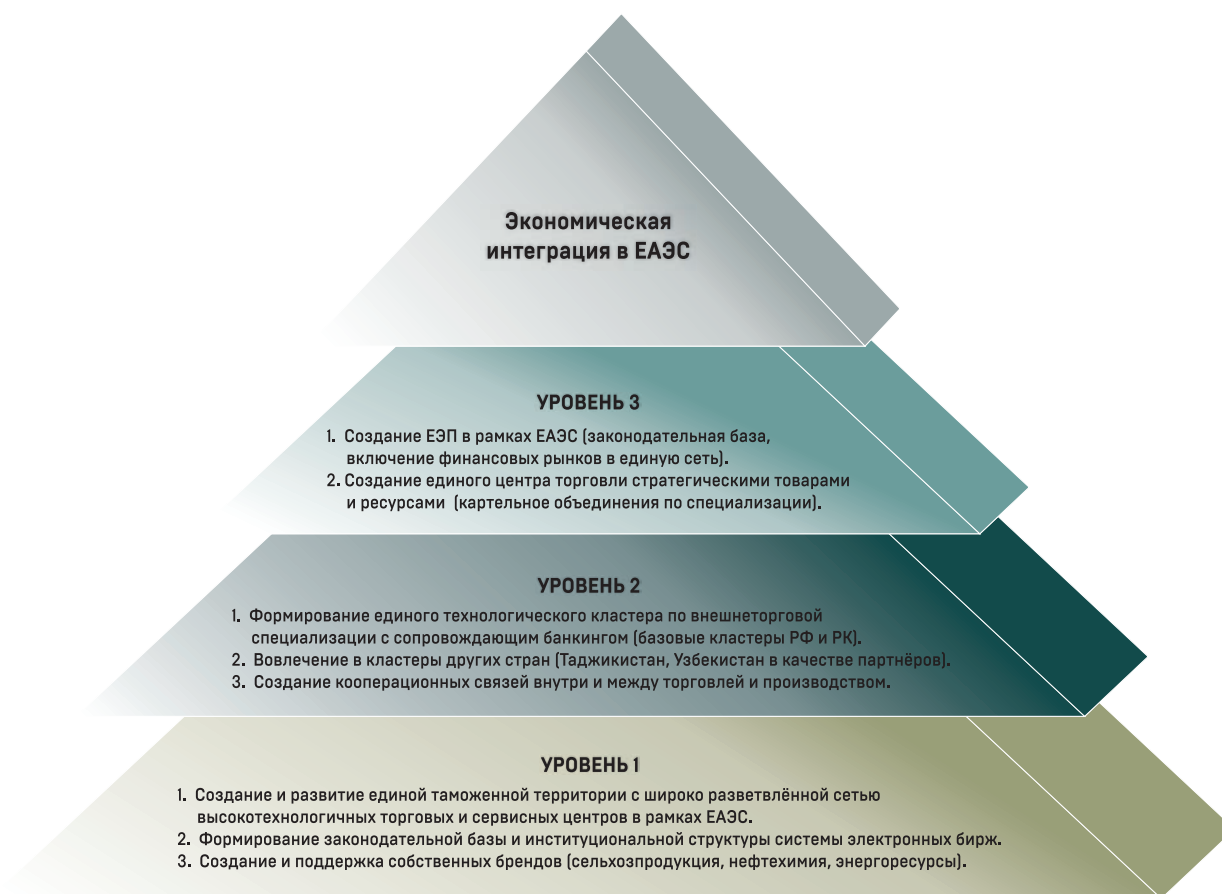 Экономическая
интеграция в ЕАЭС
УРОВЕНЬ 3
1. Создание ЕЭП в рамках ЕАЭС (законодательная база,
включение финансовых рынков в единую сеть).
2. Создание единого центра торговли стратегическими товарами
и ресурсами (картельное объединения по специализации).
УРОВЕНЬ 2
1. Формирование единого технологического кластера по внешнеторговой
специализации с сопровождающим банкингом (базовые кластеры РФ и РК).
2. Вовлечение в кластеры других стран (Таджикистан, Узбекистан в качестве партнёров).
3. Создание кооперационных связей внутри и между торговлей и производством.
УРОВЕНЬ 1
1. Создание и развитие единой таможенной территории с широко разветвлённой сетью
высокотехнологичных торговых и сервисных центров в рамках ЕАЭС.
2. Формирование законодательной базы и институциональной структуры системы электронных бирж.
3. Создание и поддержка собственных брендов (сельхозпродукция, нефтехимия, энергоресурсы).